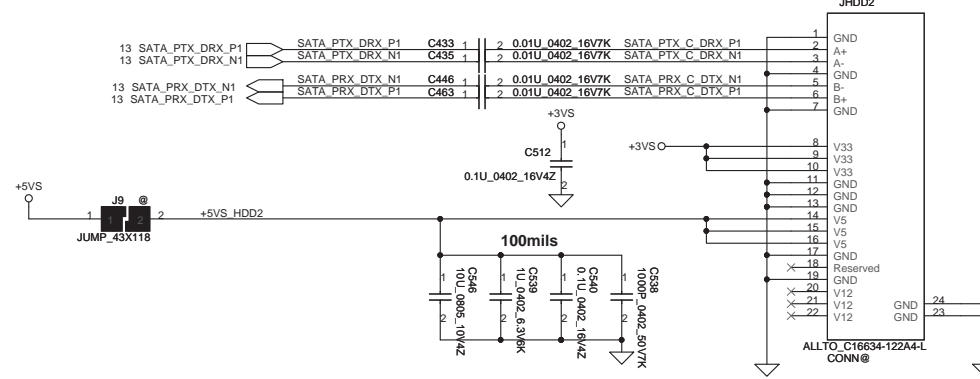 JHDD2
13 SATA_PTX_DRX_P1 SATA_PTX_DRX_P1 C433 1 2 0.01U_0402_16V7K SATA_PTX_C_DRX_P1
13 SATA_PTX_DRX_N1 SATA_PTX_DRX_N1 C435 1 2 0.01U_0402_16V7K SATA_PTX_C_DRX_N1
13 SATA_PRX_DTX_N1 SATA_PRX_DTX_N1 C446 1 2 0.01U_0402_16V7K SATA_PRX_C_DTX_N1
13 SATA_PRX_DTX_P1 SATA_PRX_DTX_P1 C463 1 2 0.01U_0402_16V7K SATA_PRX_C_DTX_P1
1 GND
2 A+
3 A-
4 GND
5 B-
6 B+
7 GND
+3VS
C512 1
0.1U_0402_16V4Z
2
+3VS
8 V33
9 V33
10 V33
11 GND
12 GND
13 GND
14 V5
15 V5
16 V5
17 GND
18 Reserved
19 GND
20 V12
21 V12
22 V12
GND 24
GND 23
ALLTO_C16634-122A4-L
CONN@
+5VS
J9 @
1 1 2 2 +5VS_HDD2
JUMP_43X118
100mils
1 2 C546
10U_0805_10V4Z
1 2 C539
1U_0402_6.3V6K
1 2 C540
0.1U_0402_16V4Z
1 2 C538
1000P_0402_50V7K